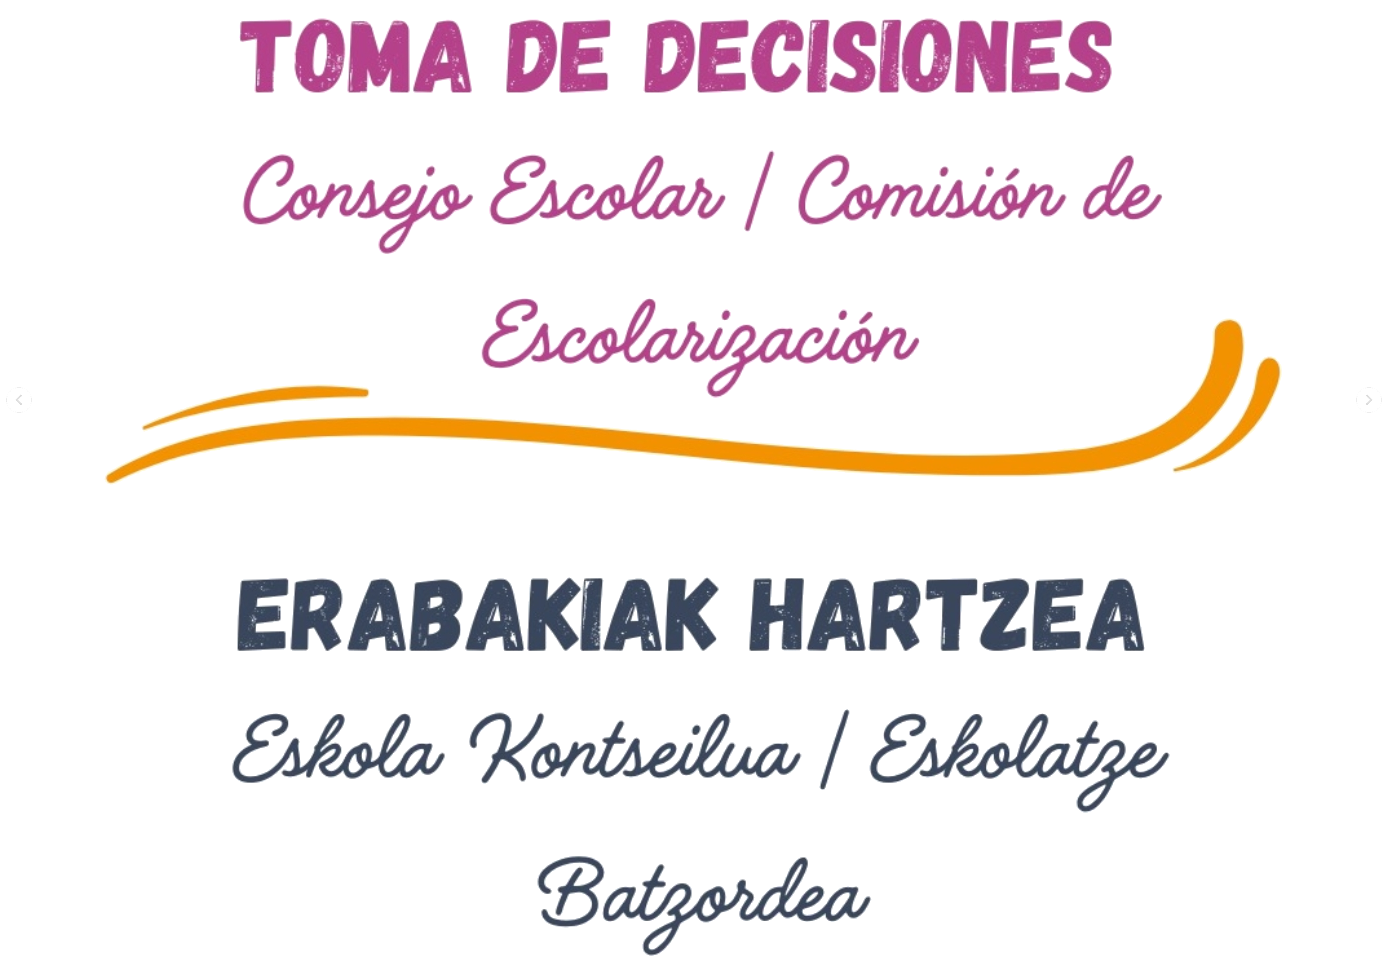 TOMA DE DECISIONES
Consejo Escolar / Comisión de
Escolarización
ERABAKIAK HARTZEA
Eskola Kontseilua / Eskolatze
Batzordea